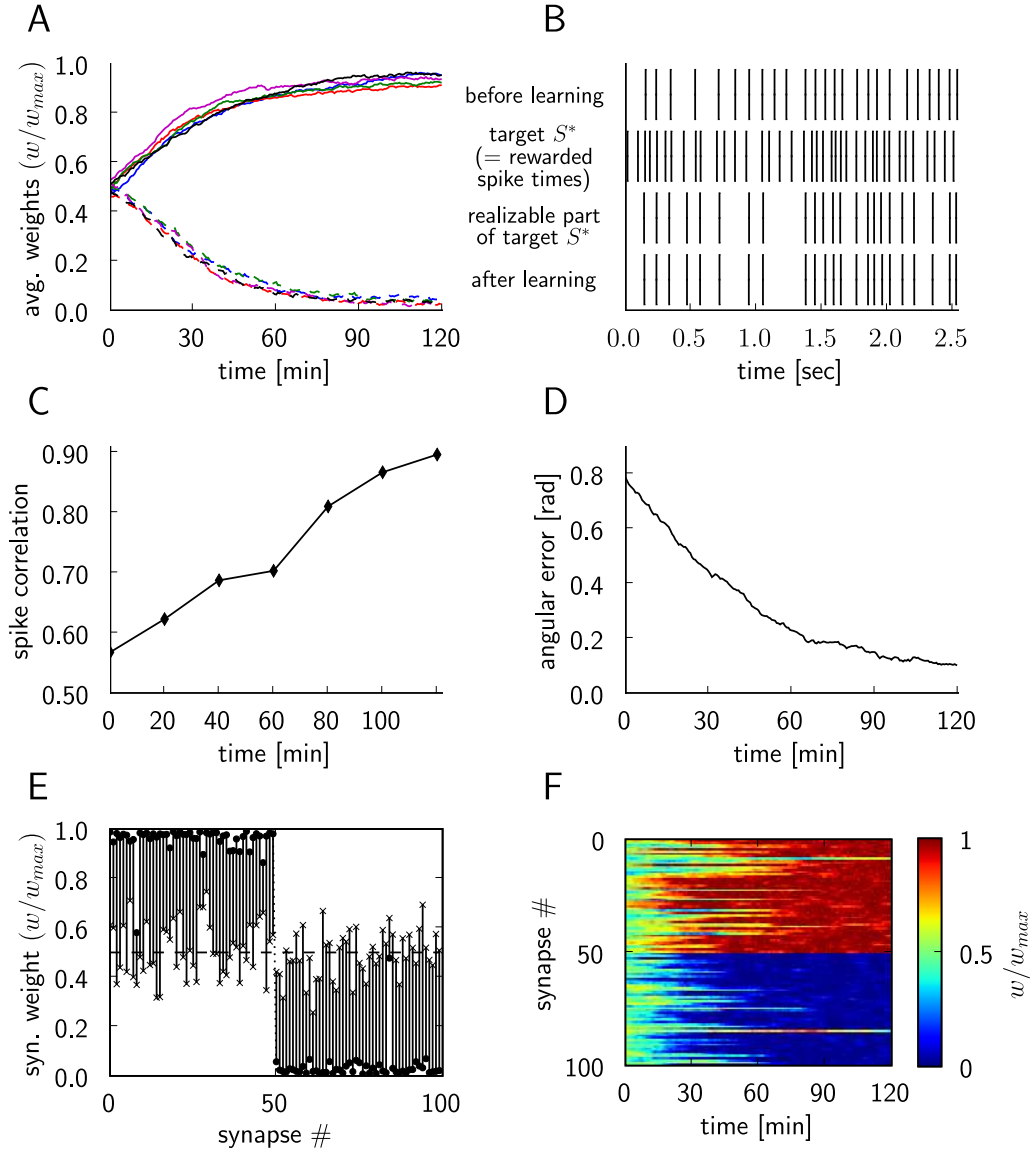 A
avg. weights (w/w_max)
1.0
0.8
0.6
0.4
0.2
0.0
0
30
60
90
120
time [min]
B
before learning
target S*
(= rewarded
spike times)
realizable part
of target S*
after learning
0.0
0.5
1.0
1.5
2.0
2.5
time [sec]
C
spike correlation
0.90
0.80
0.70
0.60
0.50
0
20
40
60
80
100
time [min]
D
angular error [rad]
0.8
0.6
0.4
0.2
0.0
0
30
60
90
120
time [min]
E
syn. weight (w/w_max)
1.0
0.8
0.6
0.4
0.2
0.0
0
50
100
synapse #
F
synapse #
0
50
100
0
30
60
90
120
time [min]
1
0.5
0
w/w_max